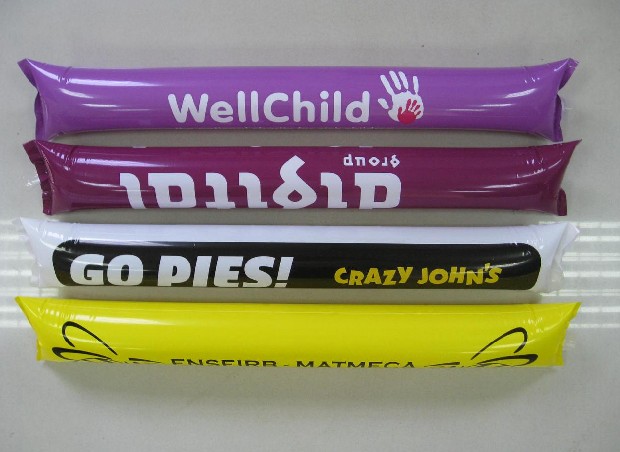 WellChild
group
GO PIES! CRAZY JOHN'S
ENSEIRB - MATMECA